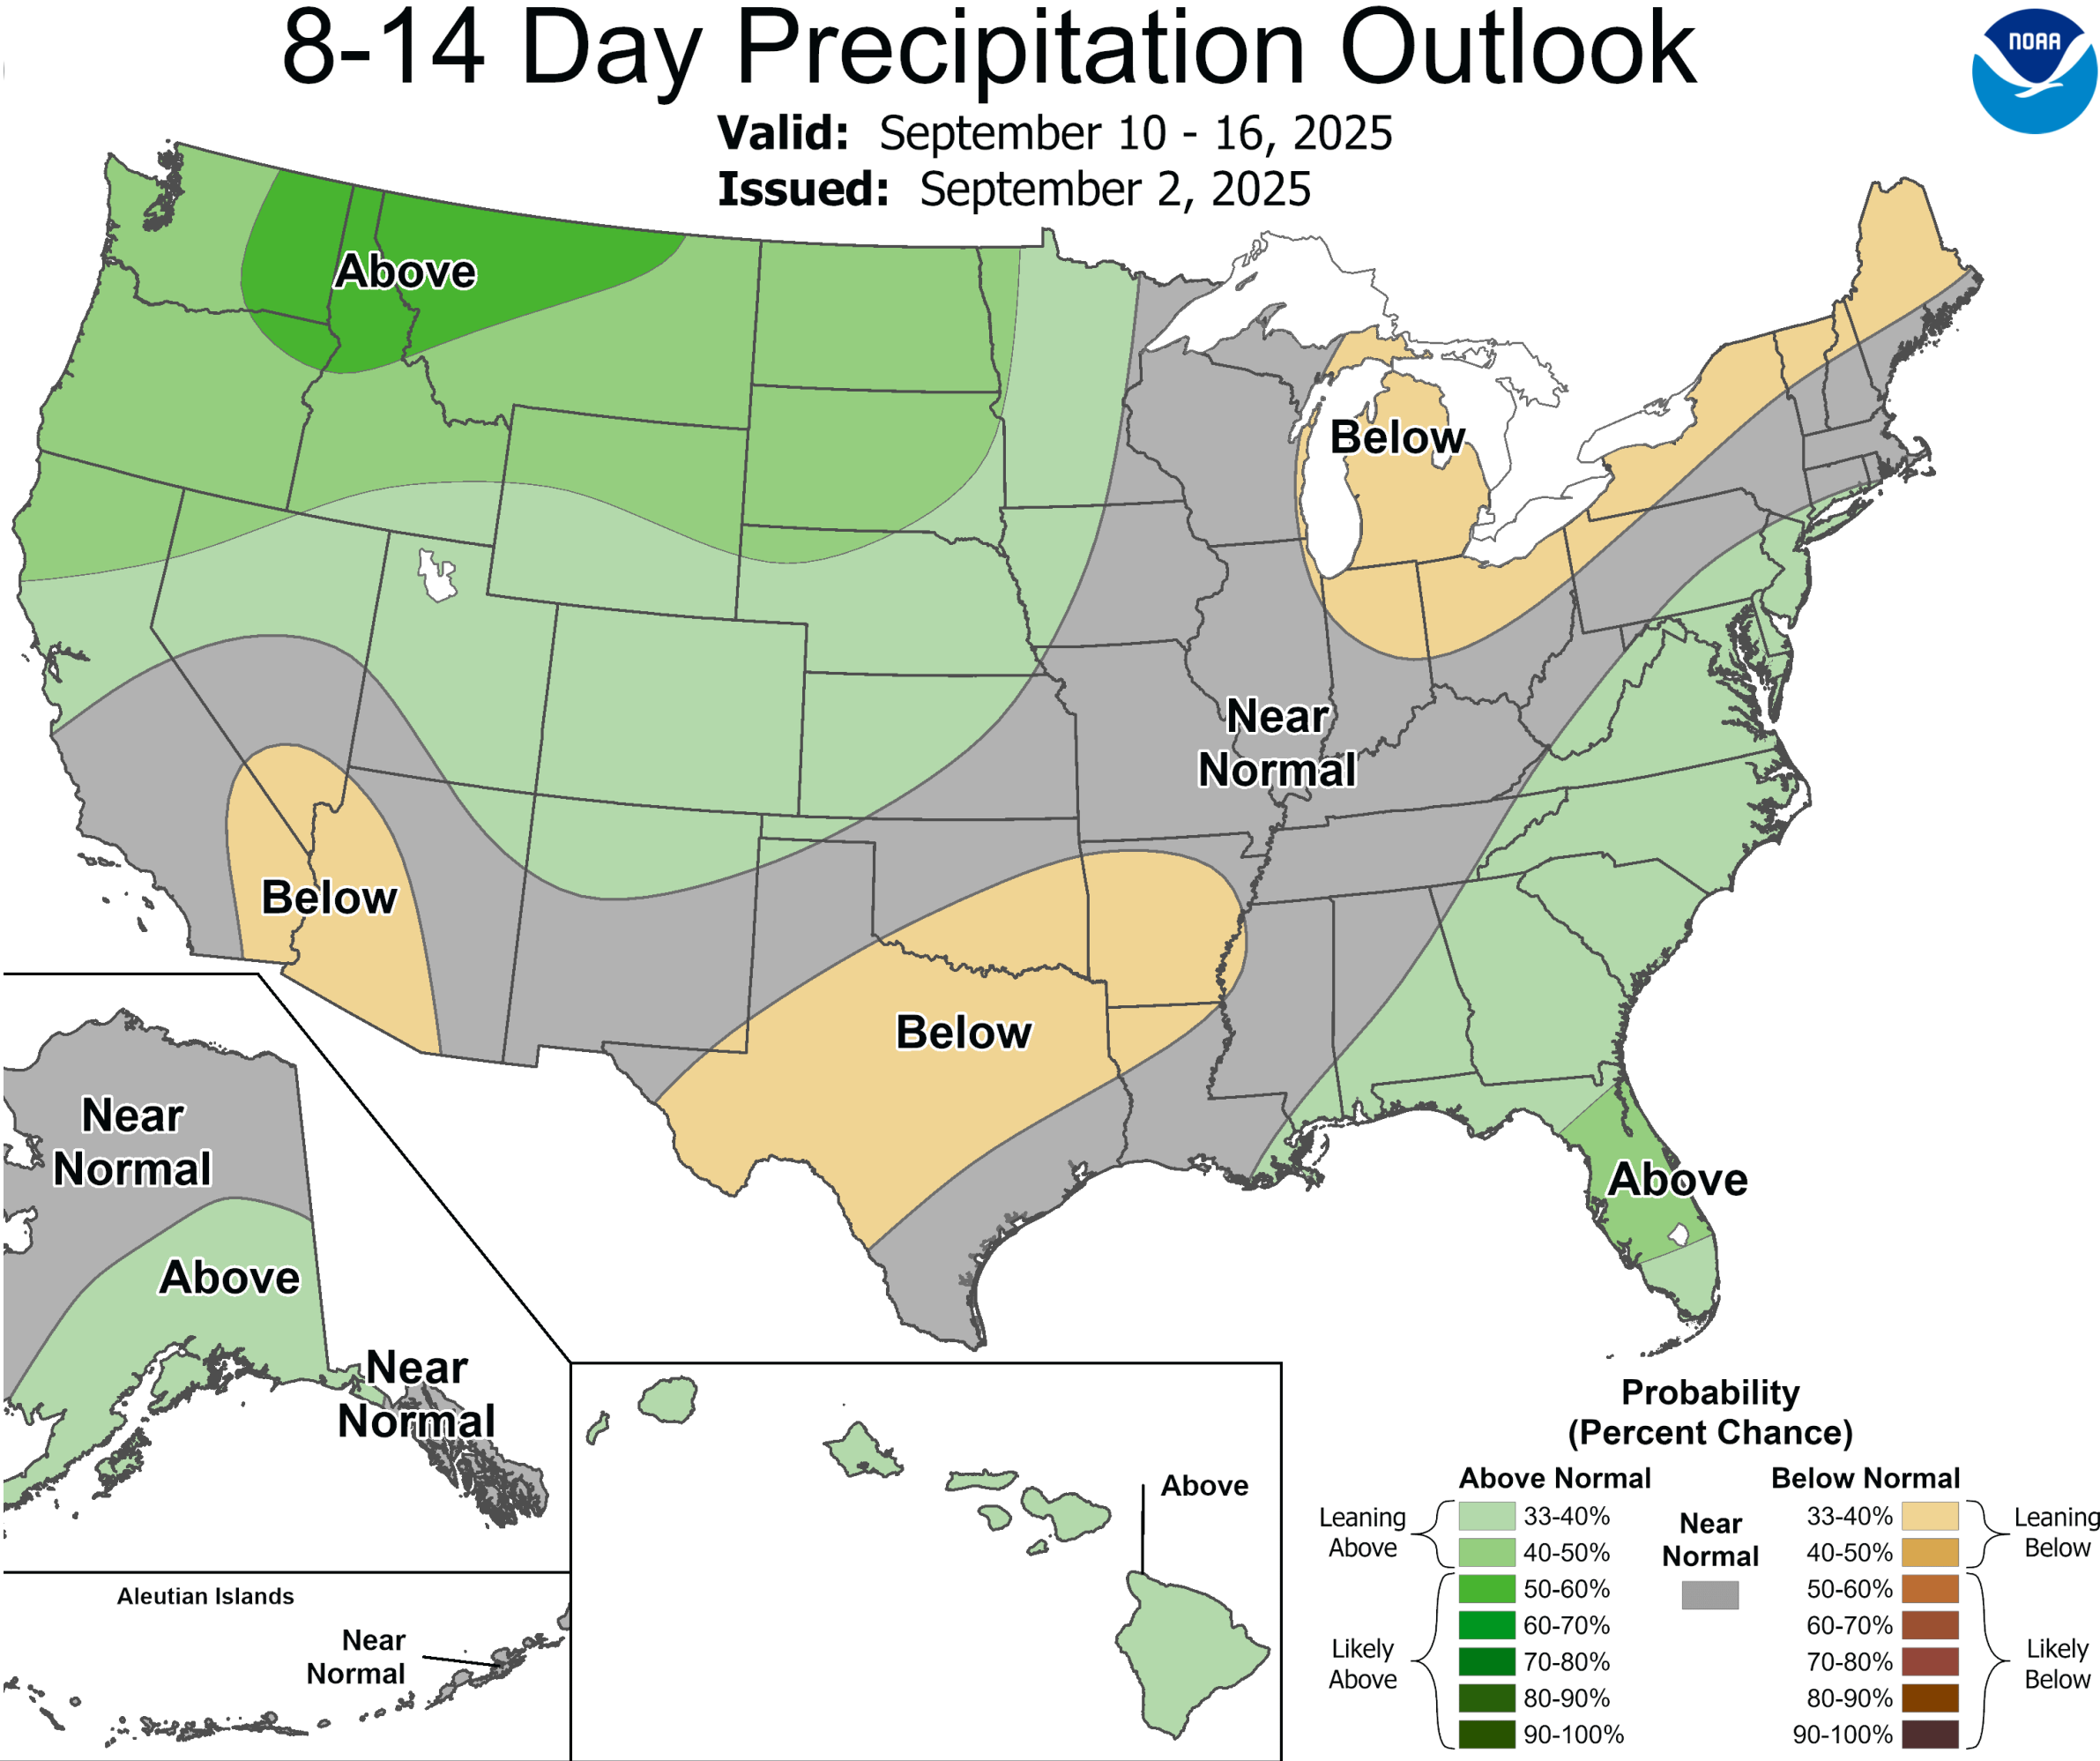 8-14 Day Precipitation Outlook
NOAA
Valid: September 10 - 16, 2025
Issued: September 2, 2025
Above
Below
Near
Normal
Below
Below
Above
Near
Normal
Above
Near
Normal
Above
Aleutian Islands
Near
Normal
Probability
(Percent Chance)
Above Normal
Below Normal
Leaning
Above
33-40%
40-50%
50-60%
60-70%
70-80%
80-90%
90-100%
Likely
Above
Near
Normal
33-40%
40-50%
50-60%
60-70%
70-80%
80-90%
90-100%
Leaning
Below
Likely
Below